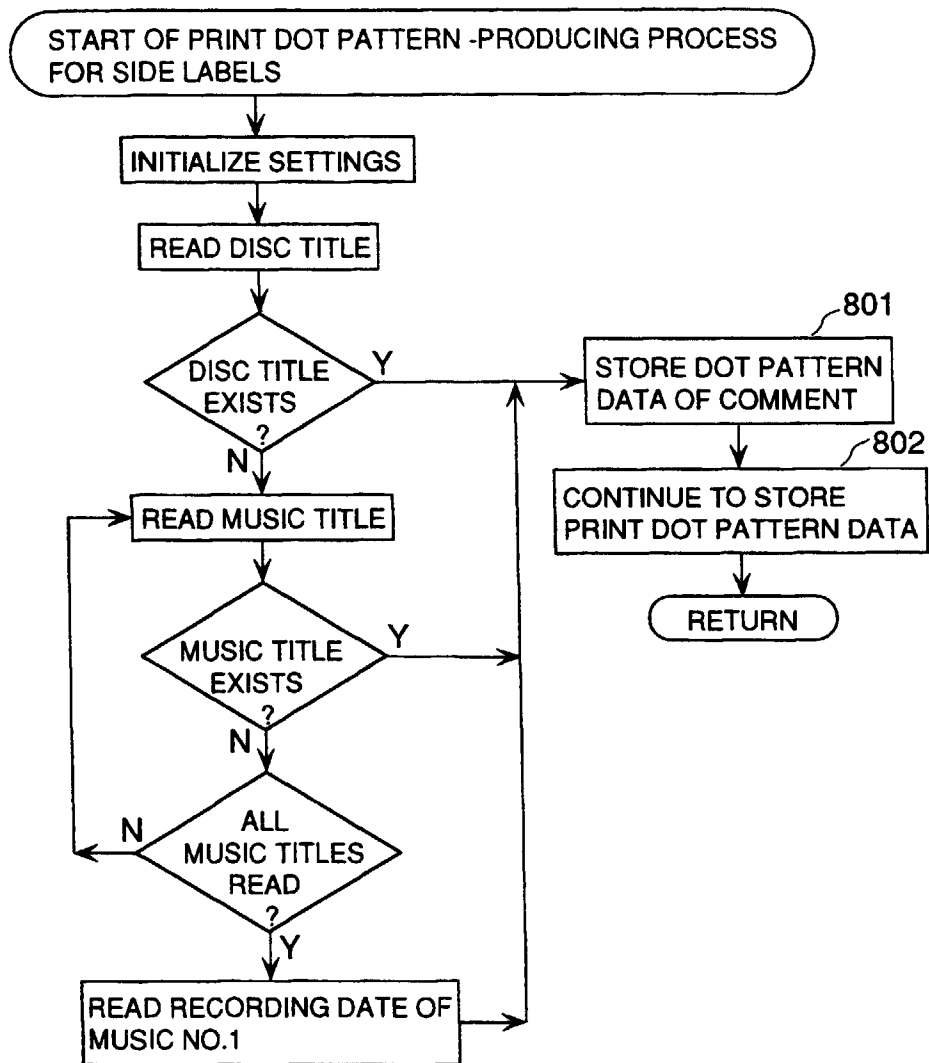 START OF PRINT DOT PATTERN -PRODUCING PROCESS
FOR SIDE LABELS
INITIALIZE SETTINGS
READ DISC TITLE
DISC TITLE
EXISTS
?
Y
N
READ MUSIC TITLE
MUSIC TITLE
EXISTS
?
Y
N
ALL
MUSIC TITLES
READ
?
N
Y
READ RECORDING DATE OF
MUSIC NO.1
801
STORE DOT PATTERN
DATA OF COMMENT
802
CONTINUE TO STORE
PRINT DOT PATTERN DATA
RETURN